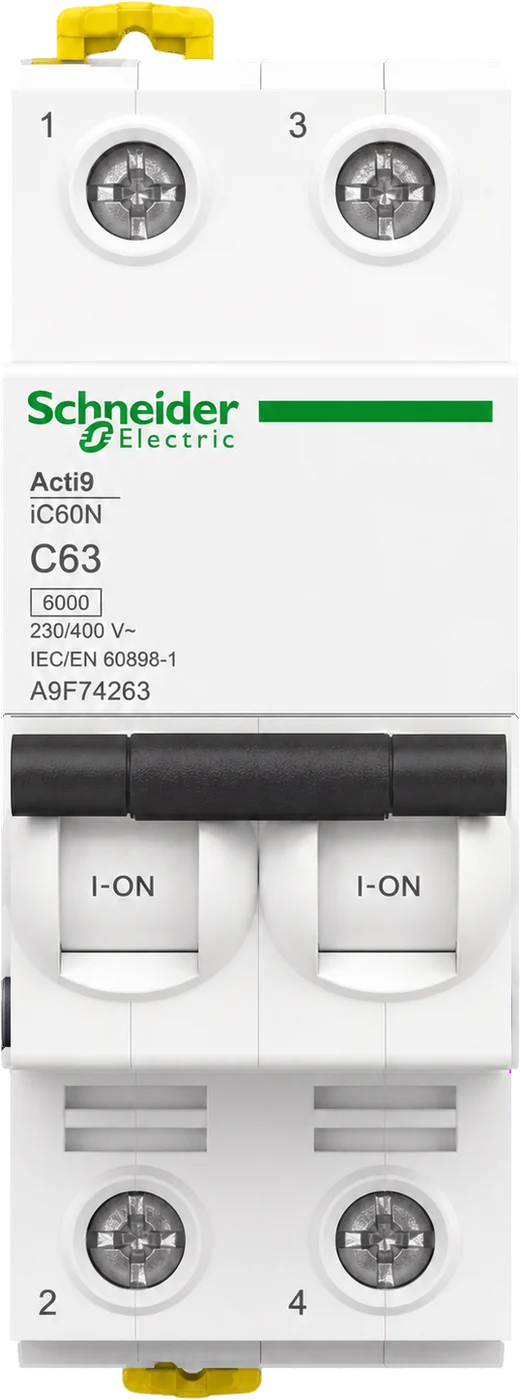 1 3
Schneider
Electric
Acti9
iC60N
C63
6000
230/400 V~
IEC/EN 60898-1
A9F74263
I-ON I-ON
2 4